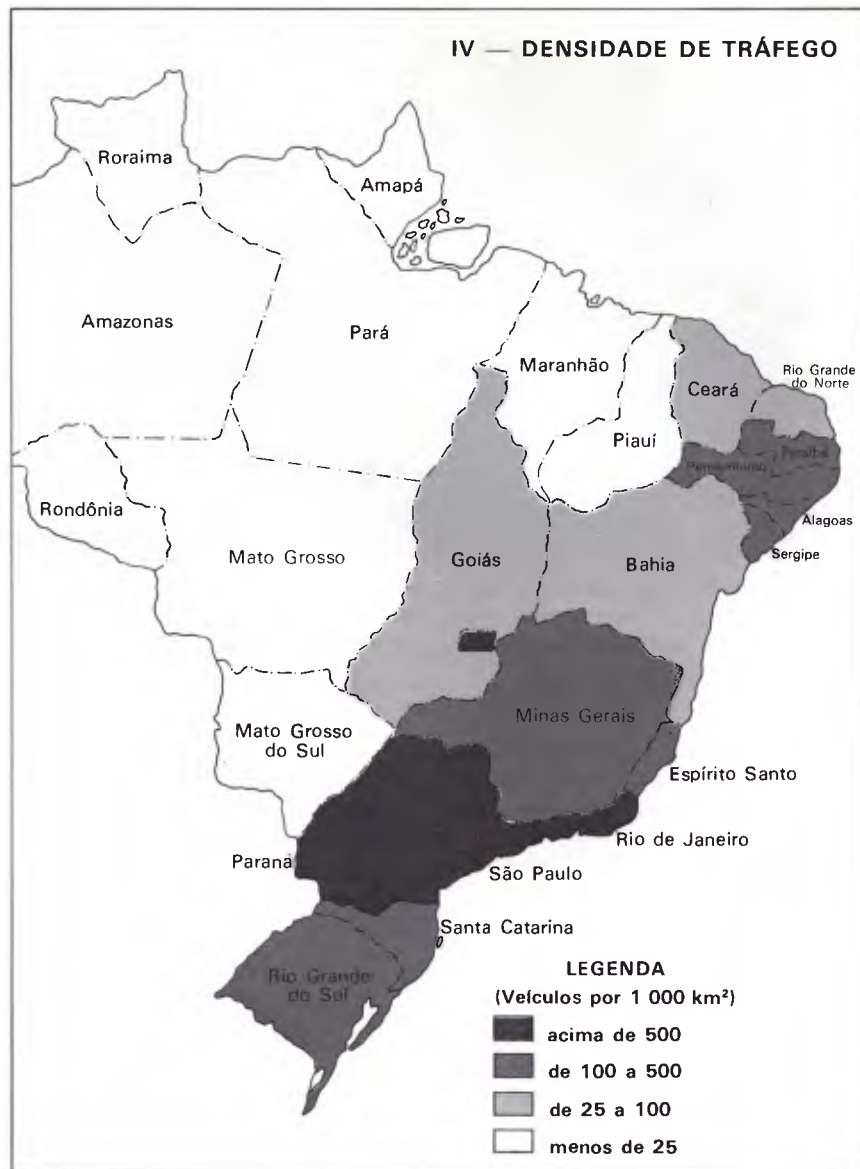 IV — DENSIDADE DE TRÁFEGO
Roraima
Amapá
Amazonas
Pará
Maranhão
Ceará
Rio Grande
do Norte
Piauí
Paraíba
Pernambuco
Rondônia
Alagoas
Sergipe
Mato Grosso
Goiás
Bahia
Minas Gerais
Mato Grosso
do Sul
Espírito Santo
Rio de Janeiro
Paraná
São Paulo
Santa Catarina
Rio Grande
do Sul
LEGENDA
(Veículos por 1 000 km²)
acima de 500
de 100 a 500
de 25 a 100
menos de 25